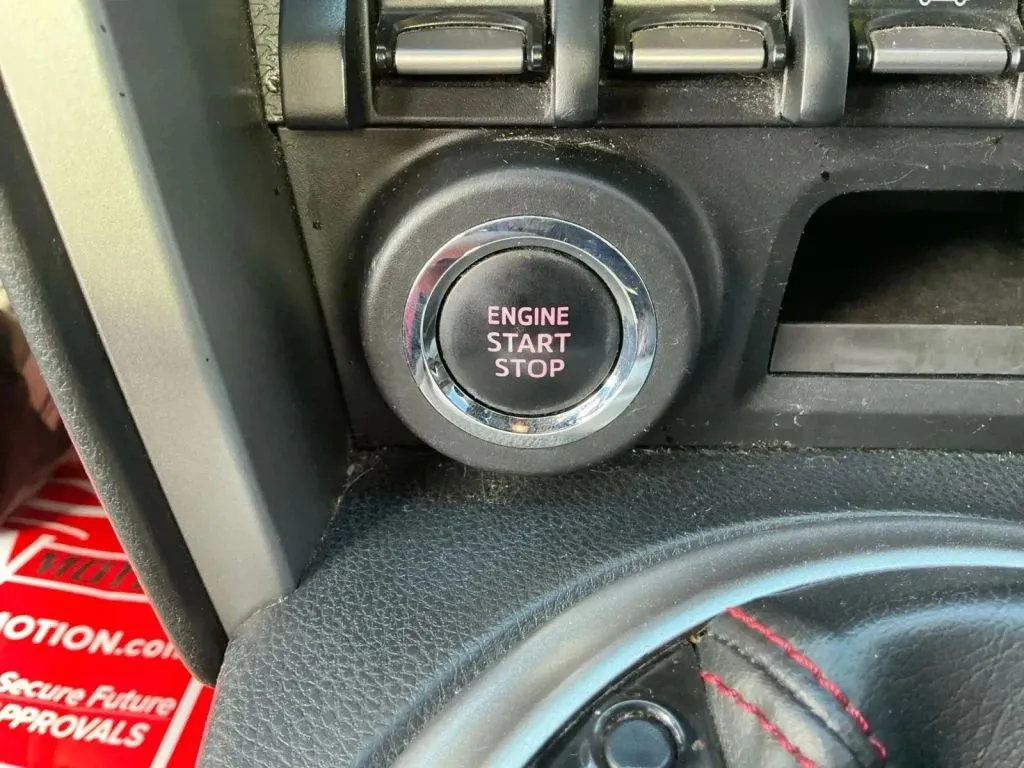 ENGINE
START
STOP
MOTION.com
Secure Future
APPROVALS